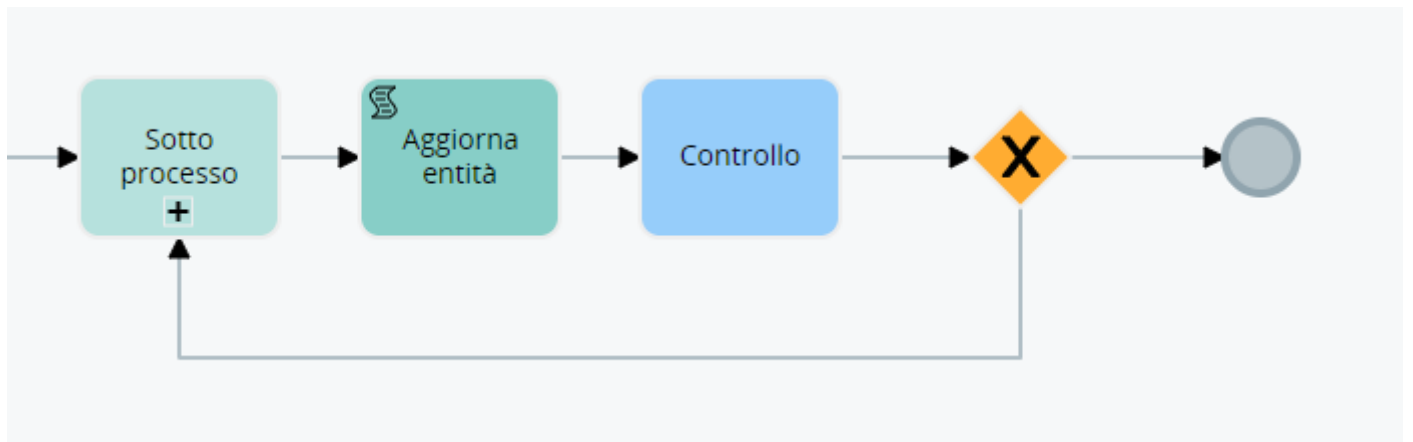 Sotto
processo
Aggiorna
entità
Controllo